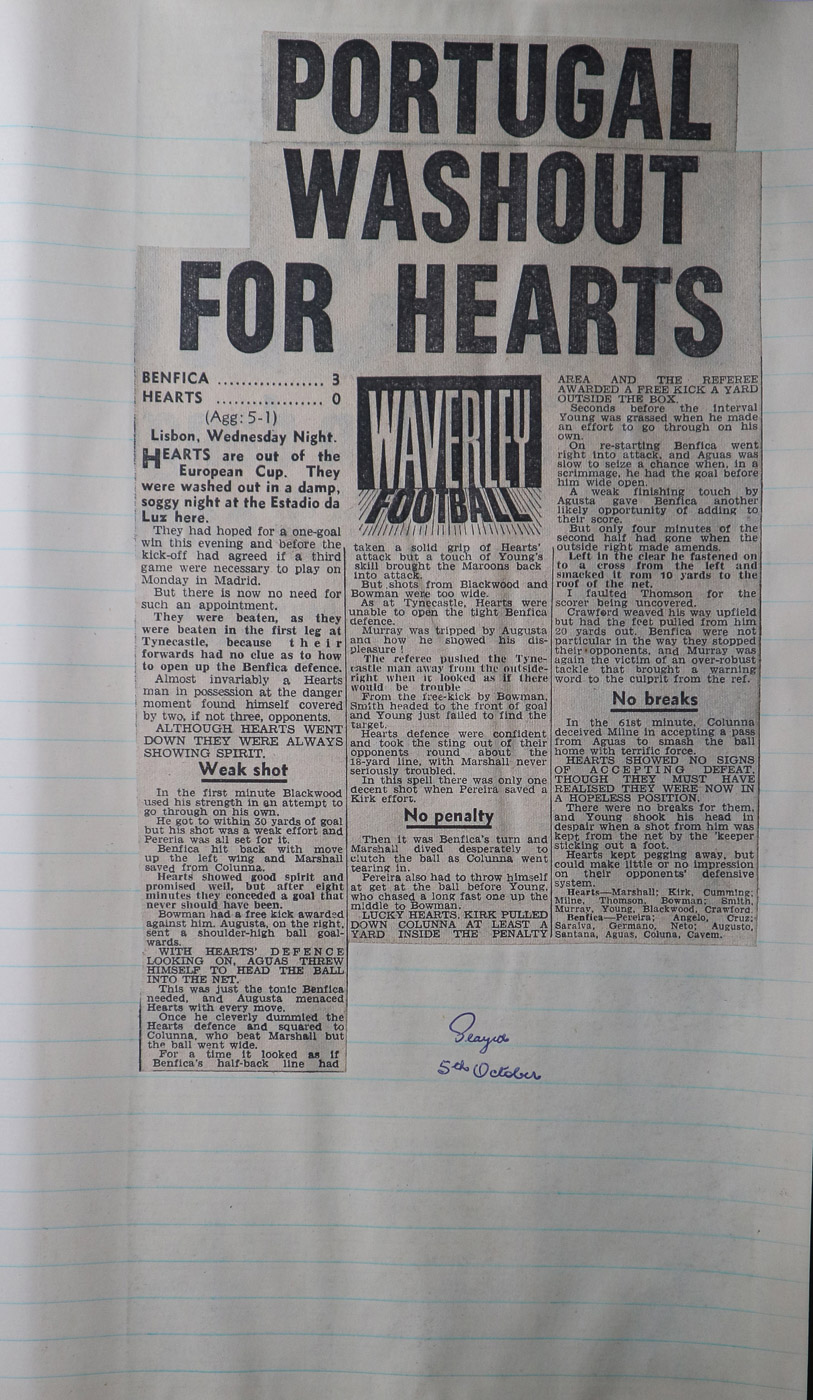 PORTUGAL
WASHOUT
FOR HEARTS
BENFICA ................. 3
HEARTS ................. 0
(Agg: 5-1)
Lisbon, Wednesday Night.
HEARTS are out of the
European Cup. They
were washed out in a damp,
soggy night at the Estadio da
Luz here.
They had hoped for a one-goal
win this evening and before the
kick-off had agreed if a third
game were necessary to play on
Monday in Madrid.
But there is now no need for
such an appointment.
They were beaten, as they
were beaten in the first leg at
Tynecastle, because their
forwards had no clue as to how
to open up the Benfica defence.
Almost invariably a Hearts
man in possession at the danger
moment found himself covered
by two, if not three, opponents.
ALTHOUGH HEARTS WENT
DOWN THEY WERE ALWAYS
SHOWING SPIRIT.
Weak shot
In the first minute Blackwood
used his strength in an attempt to
go through on his own.
He got to within 30 yards of goal
but his shot was a weak effort and
Pereria was all set for it.
Benfica hit back with move
up the left wing and Marshall
saved from Colunna.
Hearts showed good spirit and
promised well, but after eight
minutes they conceded a goal that
never should have been.
Bowman had a free kick awarded
against him. Augusta, on the right,
sent a shoulder-high ball goal-
wards.
WITH HEARTS' DEFENCE
LOOKING ON, AGUAS THREW
HIMSELF TO HEAD THE BALL
INTO THE NET.
This was just the tonic Benfica
needed, and Augusta menaced
Hearts with every move.
Once he cleverly dummied the
Hearts defence and squared to
Colunna, who beat Marshall but
the ball went wide.
For a time it looked as if
Benfica's half-back line had
WAVERLEY
FOOTBALL
taken a solid grip of Hearts'
attack but a touch of Young's
skill brought the Maroons back
into attack.
But shots from Blackwood and
Bowman were too wide.
As at Tynecastle, Hearts were
unable to open the tight Benfica
defence.
Murray was tripped by Augusta
and how he showed his dis-
pleasure !
The referee pushed the Tyne-
castle man away from the outside-
right when it looked as if there
would be trouble
From the free-kick by Bowman,
Smith headed to the front of goal
and Young just failed to find the
target.
Hearts defence were confident
and took the sting out of their
opponents round about the
18-yard line, with Marshall never
seriously troubled.
In this spell there was only one
decent shot when Pereira saved a
Kirk effort.
No penalty
Then it was Benfica's turn and
Marshall dived desperately to
clutch the ball as Colunna went
tearing in.
Pereira also had to throw himself
at get at the ball before Young,
who chased a long fast one up the
middle to Bowman.
LUCKY HEARTS. KIRK PULLED
DOWN COLUNNA AT LEAST A
YARD INSIDE THE PENALTY
AREA AND THE REFEREE
AWARDED A FREE KICK A YARD
OUTSIDE THE BOX.
Seconds before the interval
Young was grassed when he made
an effort to go through on his
own.
On re-starting Benfica went
right into attack, and Aguas was
slow to seize a chance when, in a
scrimmage, he had the goal before
him wide open.
A weak finishing touch by
Agusta gave Benfica another
likely opportunity of adding to
their score.
But only four minutes of the
second half had gone when the
outside right made amends.
Left in the clear he fastened on
to a cross from the left and
smacked it rom 10 yards to the
roof of the net.
I faulted Thomson for the
scorer being uncovered.
Crawford weaved his way upfield
but had the feet pulled from him
20 yards out. Benfica were not
particular in the way they stopped
their opponents, and Murray was
again the victim of an over-robust
tackle that brought a warning
word to the culprit from the ref.
No breaks
In the 61st minute, Colunna
deceived Milne in accepting a pass
from Aguas to smash the ball
home with terrific force.
HEARTS SHOWED NO SIGNS
OF ACCEPTING DEFEAT,
THOUGH THEY MUST HAVE
REALISED THEY WERE NOW IN
A HOPELESS POSITION.
There were no breaks for them,
and Young shook his head in
despair when a shot from him was
kept from the net by the 'keeper
sticking out a foot.
Hearts kept pegging away, but
could make little or no impression
on their opponents' defensive
system.
Hearts—Marshall; Kirk, Cumming;
Milne, Thomson, Bowman; Smith,
Murray, Young, Blackwood, Crawford.
Benfica—Pereira; Angelo, Cruz;
Saraiva, Germano, Neto; Augusto,
Santana, Aguas, Coluna, Cavem.
Played
5th October